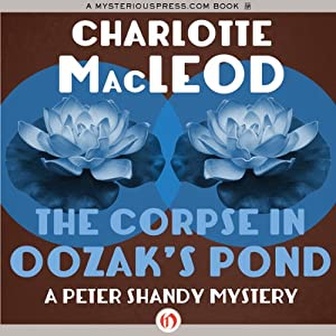 A MYSTERIOUSPRESS.COM BOOK
CHARLOTTE
MACLEOD
THE CORPSE IN
OOZAK'S POND
A PETER SHANDY MYSTERY